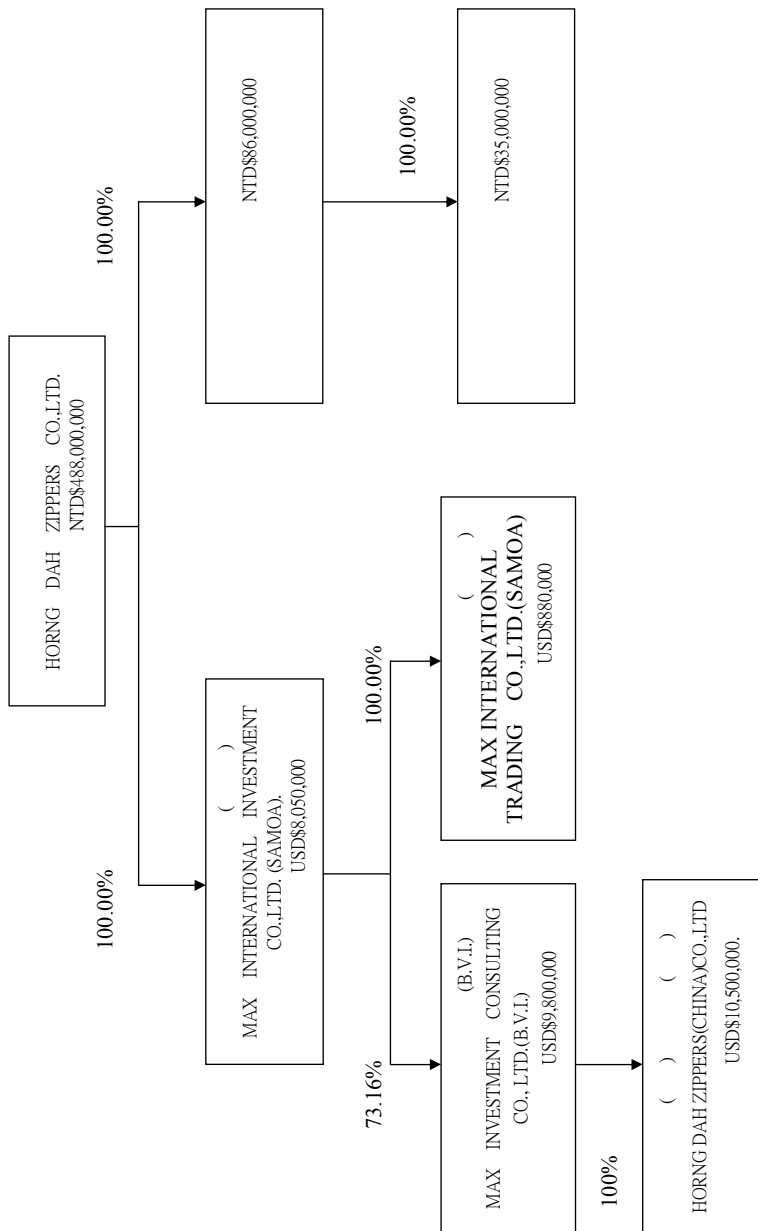 HORNG DAH ZIPPERS CO.,LTD.
NTD$488,000,000
100.00%
100.00%
( )
MAX INTERNATIONAL INVESTMENT
CO.,LTD. (SAMOA).
USD$8,050,000
NTD$86,000,000
73.16%
100.00%
100.00%
(B.V.I.)
MAX INVESTMENT CONSULTING
CO., LTD.(B.V.I.)
USD$9,800,000
( )
MAX INTERNATIONAL
TRADING CO.,LTD.(SAMOA)
USD$880,000
NTD$35,000,000
100%
( ) ( )
HORNG DAH ZIPPERS(CHINA)CO.,LTD
USD$10,500,000.